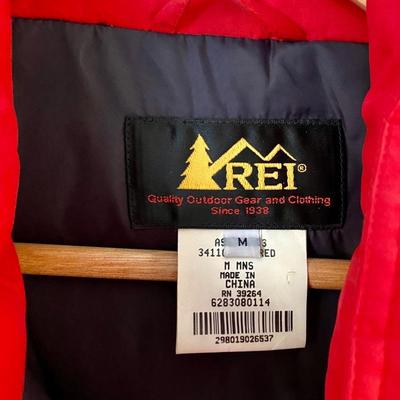 REI®
Quality Outdoor Gear and Clothing
Since 1938
M
RED
M MNS
MADE IN
CHINA
RN 39264
6283080114
298019026537